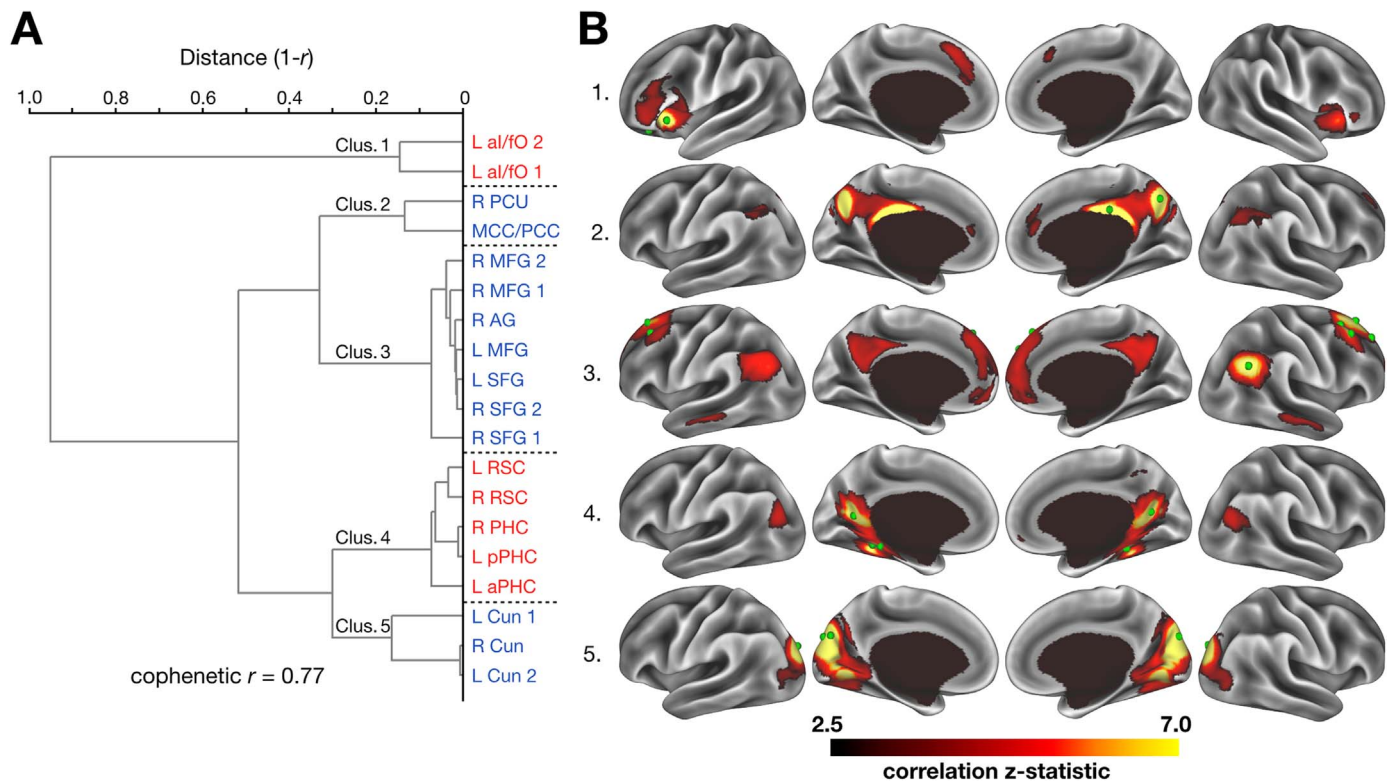 A
Distance (1-r)
1.0 0.8 0.6 0.4 0.2 0
Clus. 1
L aI/fO 2
L aI/fO 1
Clus. 2
R PCU
MCC/PCC
R MFG 2
R MFG 1
R AG
Clus. 3
L MFG
L SFG
R SFG 2
R SFG 1
L RSC
R RSC
R PHC
Clus. 4
L pPHC
L aPHC
L Cun 1
Clus. 5
R Cun
L Cun 2
cophenetic r = 0.77
B
1.
2.
3.
4.
5.
2.5 7.0
correlation z-statistic